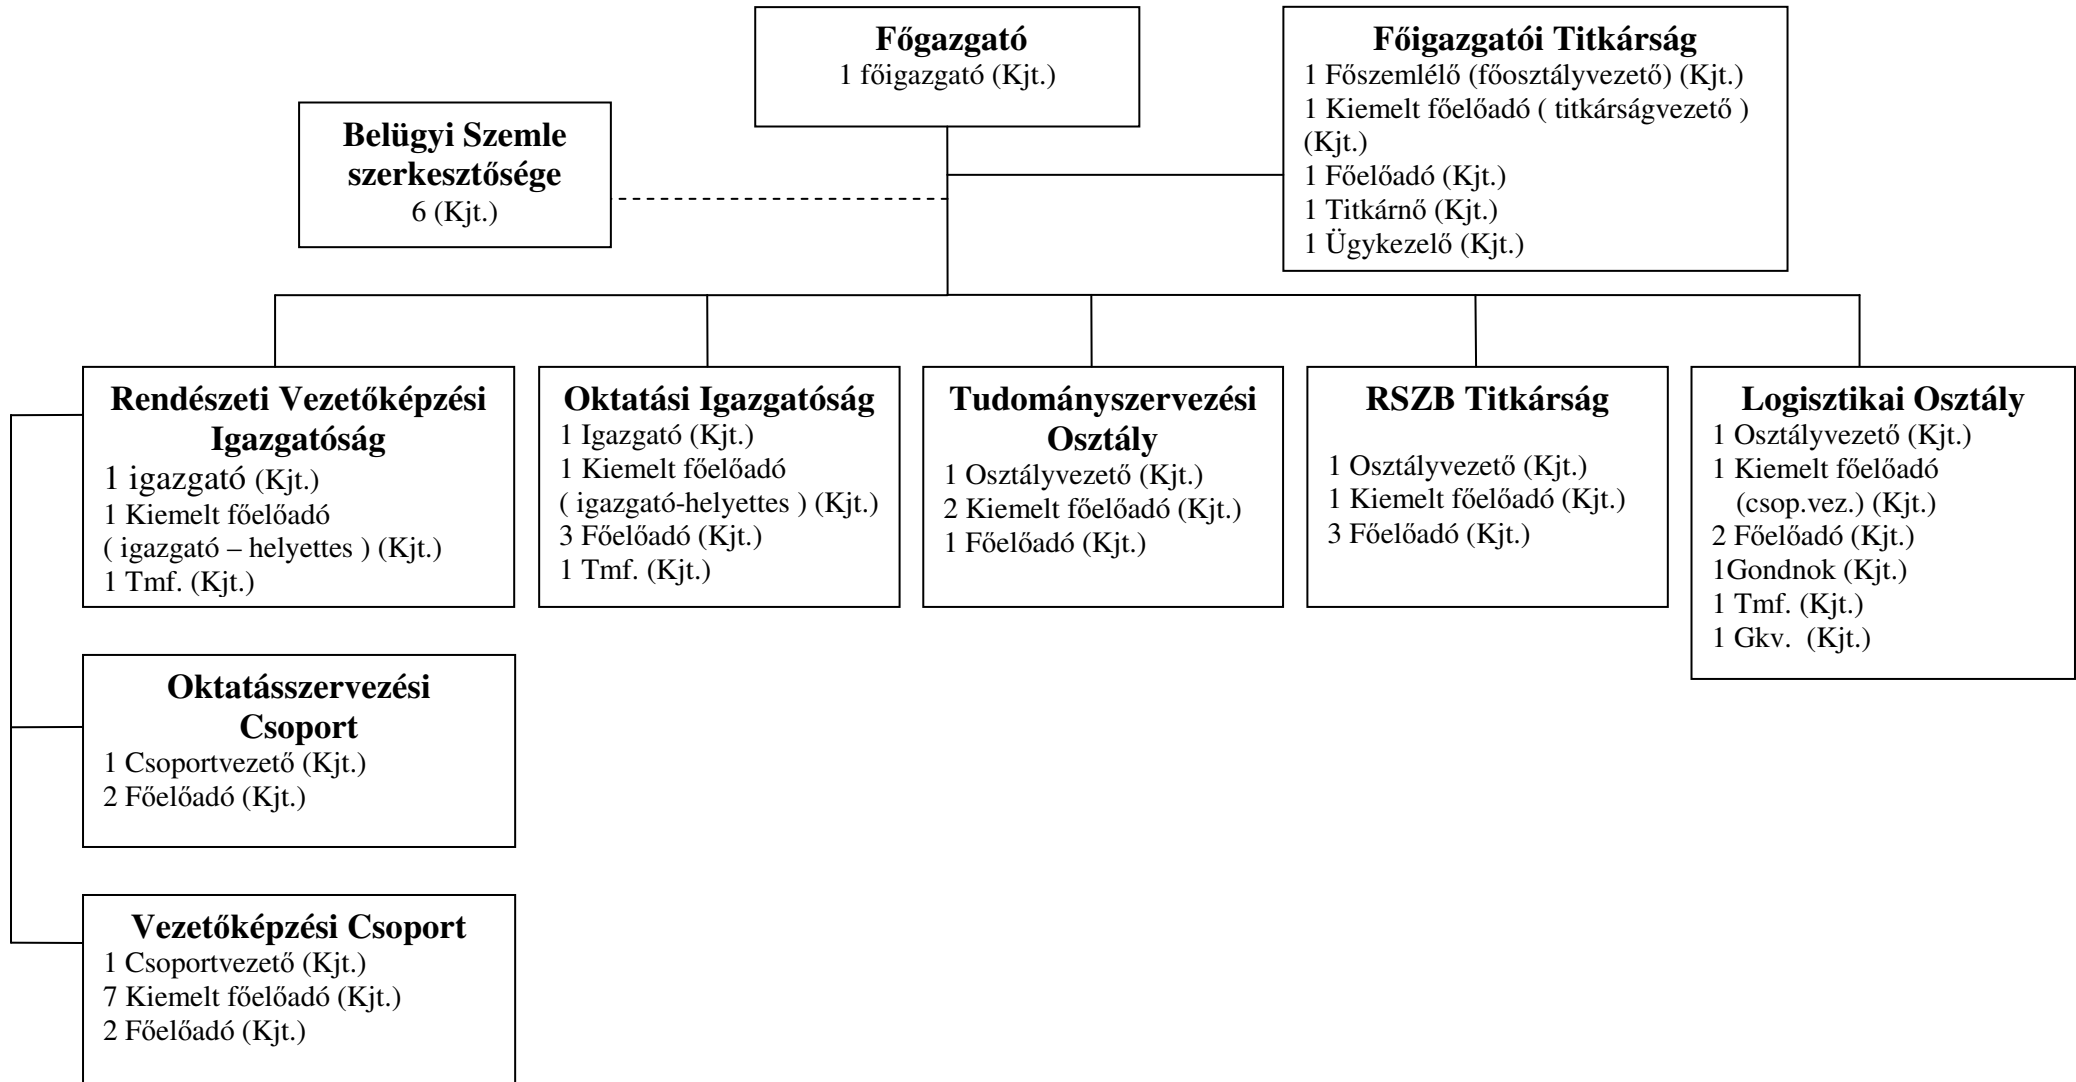 Főgazgató
1 főigazgató (Kjt.)
Főigazgatói Titkárság
1 Főszemlélő (főosztályvezető) (Kjt.)
1 Kiemelt főelőadó ( titkárságvezető )
(Kjt.)
1 Főelőadó (Kjt.)
1 Titkárnő (Kjt.)
1 Ügykezelő (Kjt.)
Belügyi Szemle
szerkesztősége
6 (Kjt.)
Rendészeti Vezetőképzési
Igazgatóság
1 igazgató (Kjt.)
1 Kiemelt főelőadó
( igazgató – helyettes ) (Kjt.)
1 Tmf. (Kjt.)
Oktatási Igazgatóság
1 Igazgató (Kjt.)
1 Kiemelt főelőadó
( igazgató-helyettes ) (Kjt.)
3 Főelőadó (Kjt.)
1 Tmf. (Kjt.)
Tudományszervezési
Osztály
1 Osztályvezető (Kjt.)
2 Kiemelt főelőadó (Kjt.)
1 Főelőadó (Kjt.)
RSZB Titkárság
1 Osztályvezető (Kjt.)
1 Kiemelt főelőadó (Kjt.)
3 Főelőadó (Kjt.)
Logisztikai Osztály
1 Osztályvezető (Kjt.)
1 Kiemelt főelőadó
(csop.vez.) (Kjt.)
2 Főelőadó (Kjt.)
1Gondnok (Kjt.)
1 Tmf. (Kjt.)
1 Gkv. (Kjt.)
Oktatásszervezési
Csoport
1 Csoportvezető (Kjt.)
2 Főelőadó (Kjt.)
Vezetőképzési Csoport
1 Csoportvezető (Kjt.)
7 Kiemelt főelőadó (Kjt.)
2 Főelőadó (Kjt.)